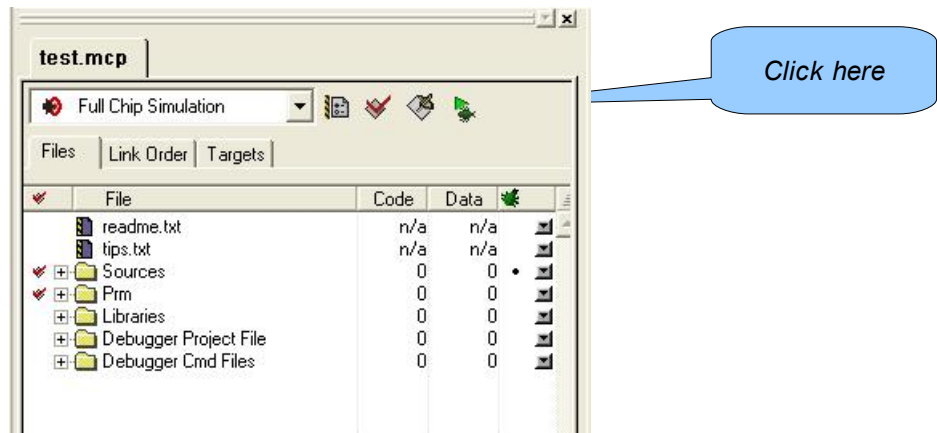 test.mcp
Click here
Full Chip Simulation
Files Link Order Targets
File Code Data
readme.txt n/a n/a
tips.txt n/a n/a
Sources 0 0
Prm 0 0
Libraries 0 0
Debugger Project File 0 0
Debugger Cmd Files 0 0